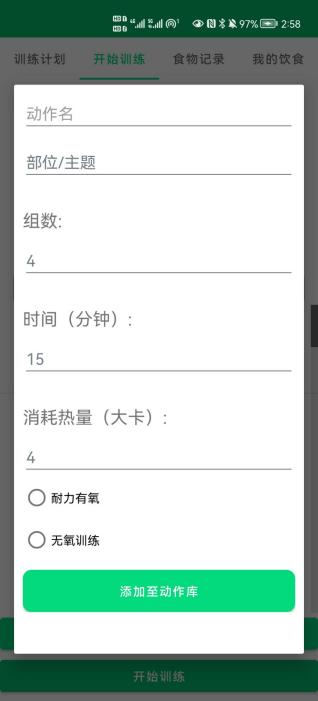 97% 2:58
训练计划 开始训练 食物记录 我的饮食
动作名
部位/主题
组数:
4
时间（分钟）:
15
消耗热量（大卡）:
4
耐力有氧
无氧训练
添加至动作库
开始训练